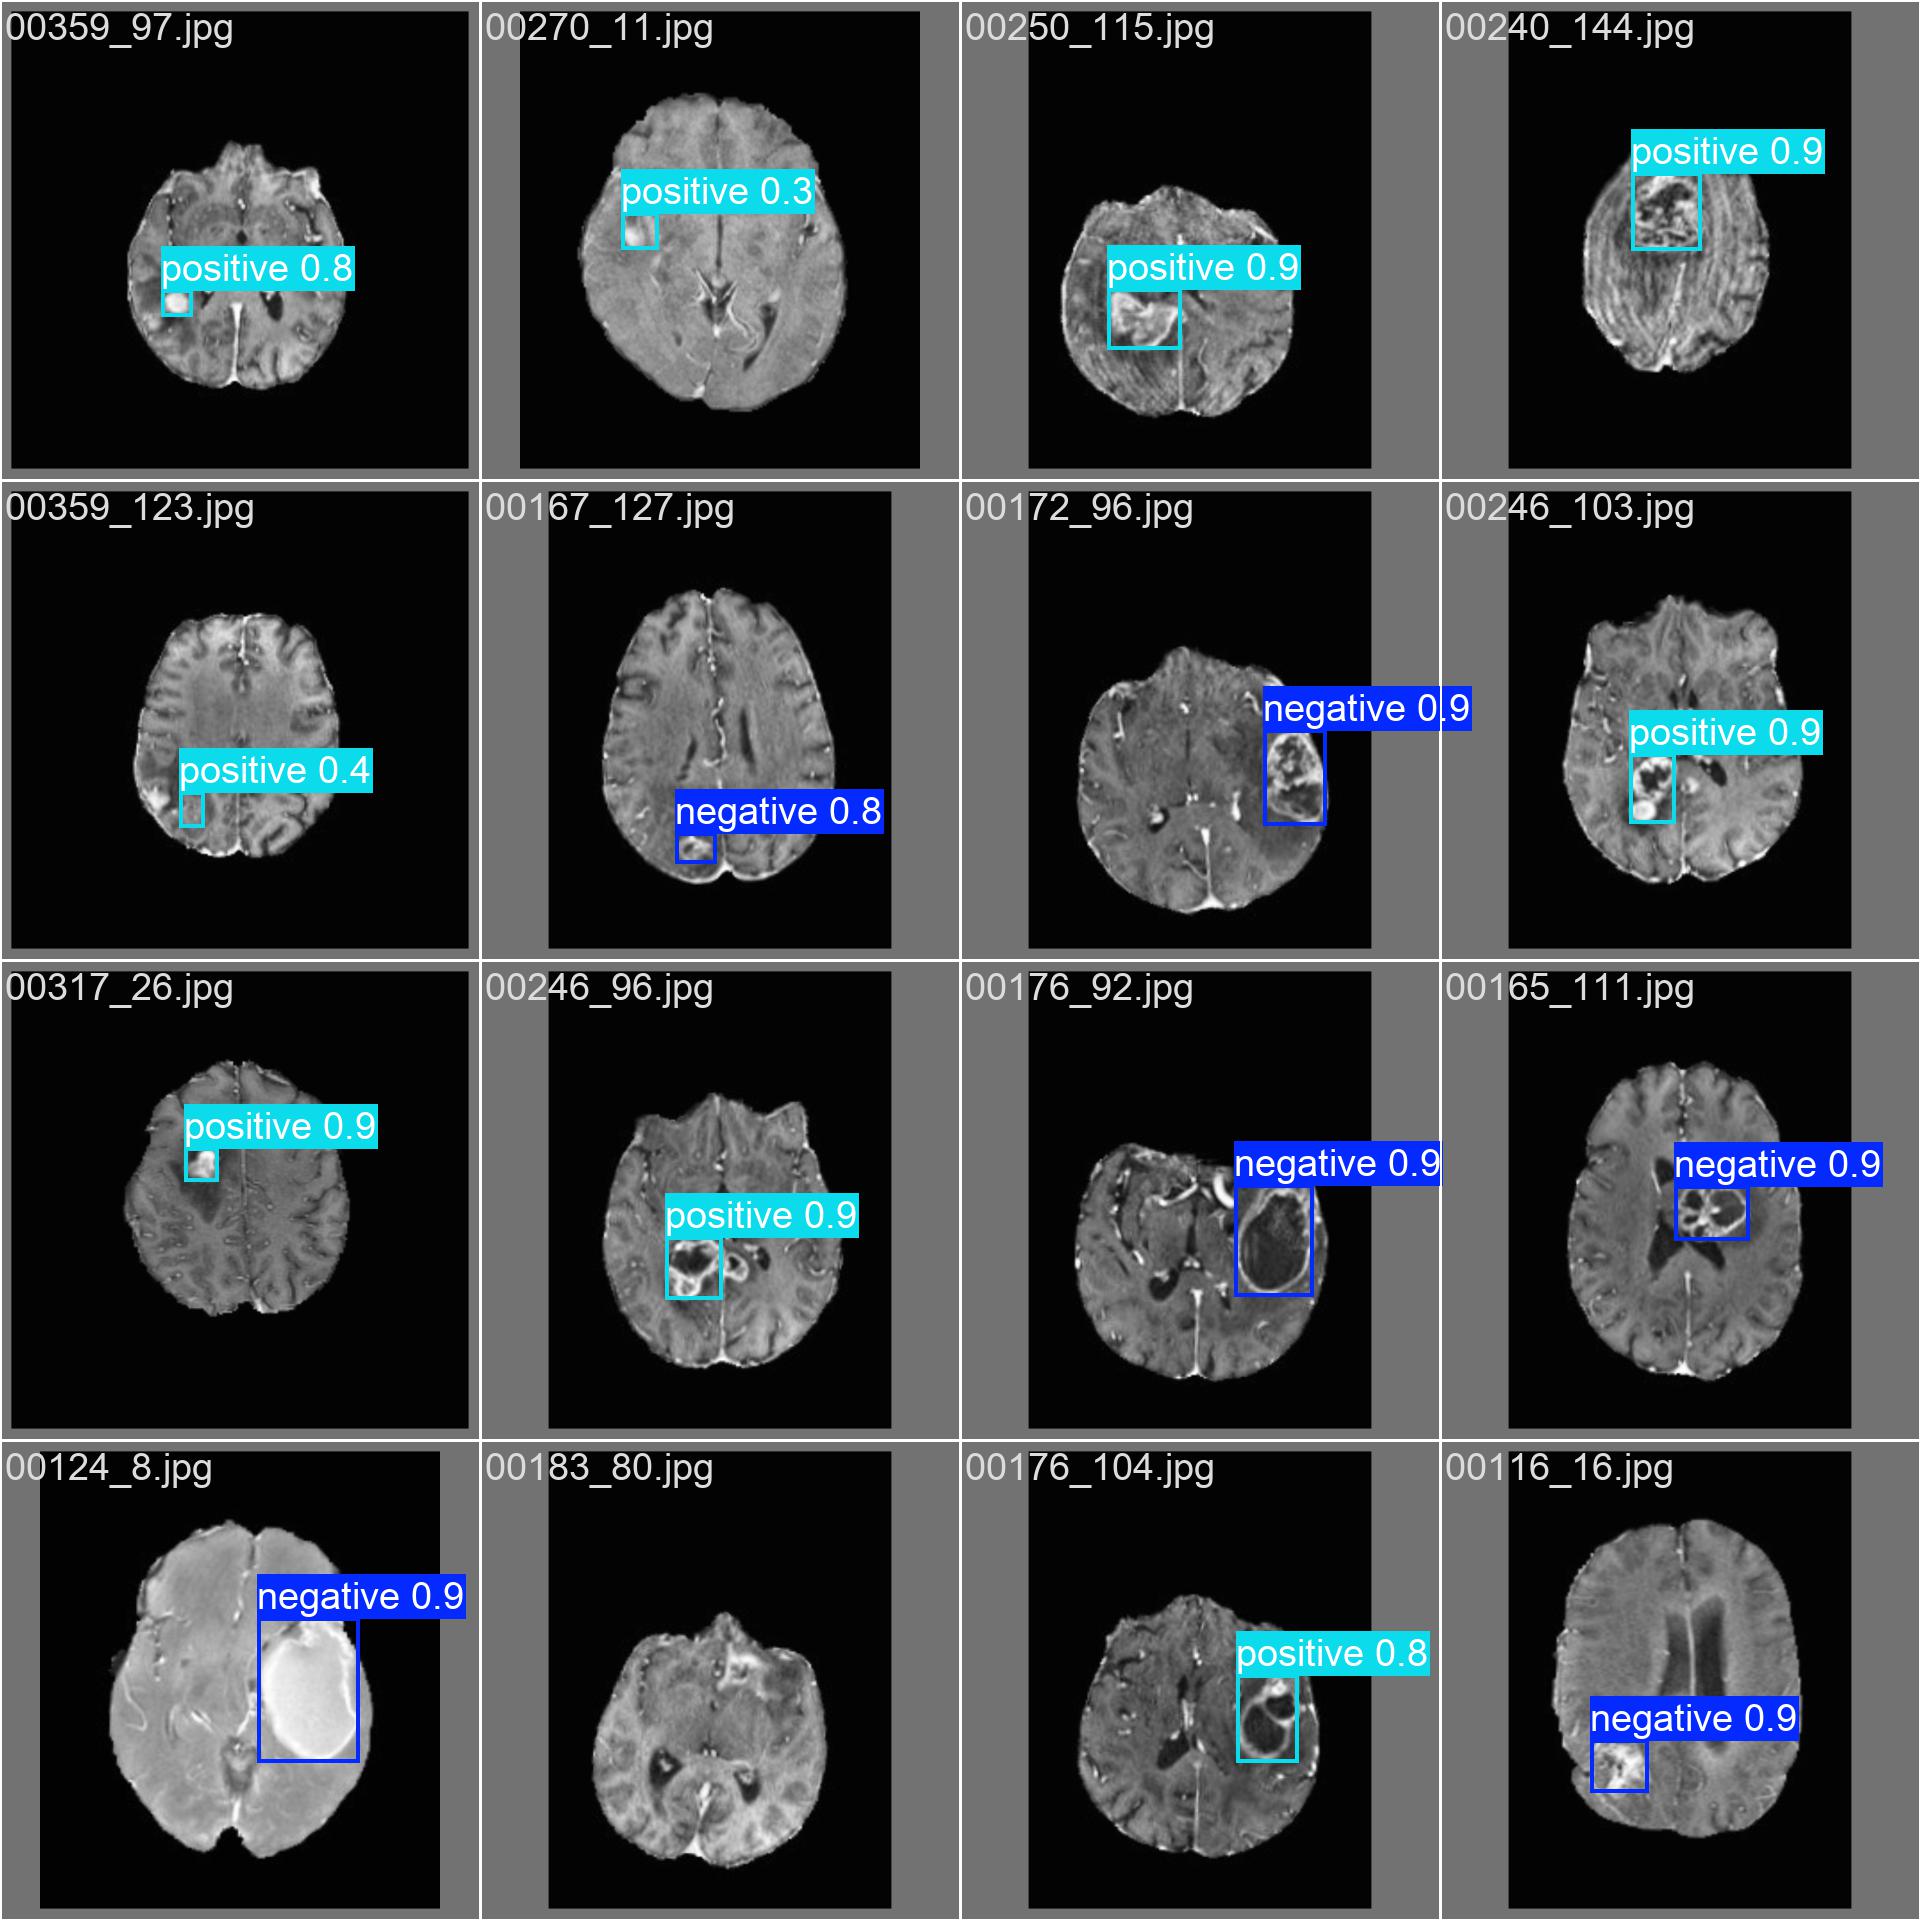 00359_97.jpg
00270_11.jpg
00250_115.jpg
00240_144.jpg
positive 0.8
positive 0.3
positive 0.9
positive 0.9
00359_123.jpg
00167_127.jpg
00172_96.jpg
00246_103.jpg
positive 0.4
negative 0.8
negative 0.9
positive 0.9
00317_26.jpg
00246_96.jpg
00176_92.jpg
00165_111.jpg
positive 0.9
positive 0.9
negative 0.9
negative 0.9
00124_8.jpg
00183_80.jpg
00176_104.jpg
00116_16.jpg
negative 0.9
positive 0.8
negative 0.9